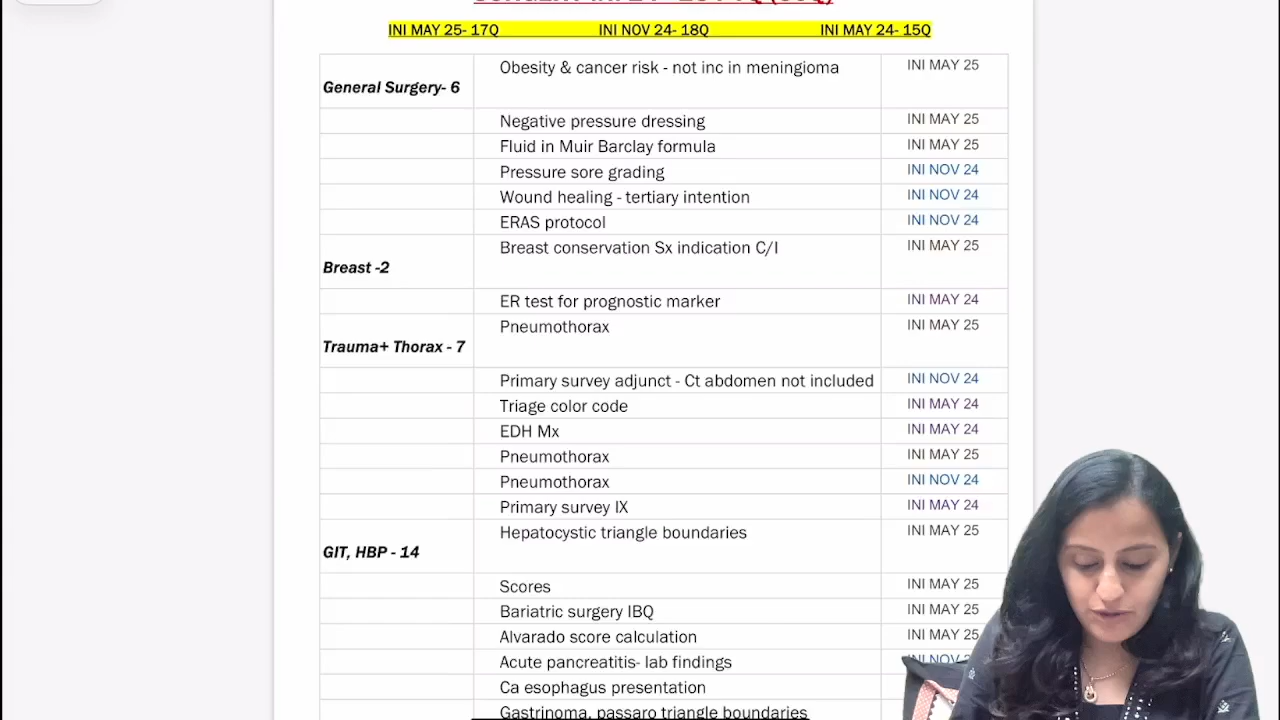 INI MAY 25- 17Q INI NOV 24- 18Q INI MAY 24- 15Q
General Surgery- 6 Obesity & cancer risk - not inc in meningioma INI MAY 25
Negative pressure dressing INI MAY 25
Fluid in Muir Barclay formula INI MAY 25
Pressure sore grading INI NOV 24
Wound healing - tertiary intention INI NOV 24
ERAS protocol INI NOV 24
Breast -2 Breast conservation Sx indication C/I INI MAY 25
ER test for prognostic marker INI MAY 24
Trauma+ Thorax - 7 Pneumothorax INI MAY 25
Primary survey adjunct - Ct abdomen not included INI NOV 24
Triage color code INI MAY 24
EDH Mx INI MAY 24
Pneumothorax INI MAY 25
Pneumothorax INI NOV 24
Primary survey IX INI MAY 24
GIT, HBP - 14 Hepatocystic triangle boundaries INI MAY 25
Scores INI MAY 25
Bariatric surgery IBQ INI MAY 25
Alvarado score calculation INI MAY 25
Acute pancreatitis- lab findings INI NOV
Ca esophagus presentation
Gastrinoma, passaro triangle boundaries